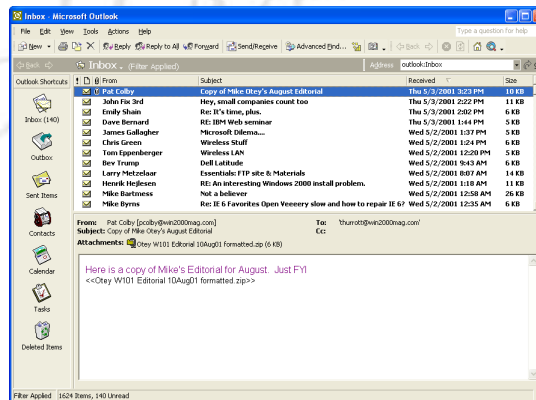 Inbox - Microsoft Outlook
File Edit View Tools Actions Help
Type a question for help
New Reply Reply to All Forward Send/Receive Advanced Find... Back
Back Inbox (Filter Applied) Address outlook:Inbox
Outlook Shortcuts
Inbox (140)
Outbox
Sent Items
Contacts
Calendar
Tasks
Deleted Items
! From Subject Received Size
Pat Colby Copy of Mike Otey's August Editorial Thu 5/3/2001 3:23 PM 10 KB
John Fix 3rd Hey, small companies count too Thu 5/3/2001 2:22 PM 11 KB
Emily Shain Re: It's time, plus. Thu 5/3/2001 2:02 PM 6 KB
Dave Bernard RE: IBM Web seminar Thu 5/3/2001 1:44 PM 5 KB
James Gallagher Microsoft Dilema.... Wed 5/2/2001 1:37 PM 5 KB
Chris Green Wireless Stuff Wed 5/2/2001 1:24 PM 6 KB
Tom Eppenberger Wireless LAN Wed 5/2/2001 12:20 PM 5 KB
Bev Trump Dell Latitude Wed 5/2/2001 9:43 AM 6 KB
Larry Metzelaar Essentials: FTP site & Materials Wed 5/2/2001 8:07 AM 14 KB
Henrik Hejlesen RE: An interesting Windows 2000 install problem. Wed 5/2/2001 1:18 AM 11 KB
Mike Bartmess Not a believer Wed 5/2/2001 12:58 AM 26 KB
Mike Byrns Re: IE 6 Favorites Open Veeeery slow and how to repair IE 6? Wed 5/2/2001 12:35 AM 6 KB
From: Pat Colby [pcolby@win2000mag.com] To: 'thurrott@win2000mag.com'
Subject: Copy of Mike Otey's August Editorial Cc:
Attachments: Otey W101 Editorial 10Aug01 formatted.zip (6 KB)
Here is a copy of Mike's Editorial for August. Just FYI
<<Otey W101 Editorial 10Aug01 formatted.zip>>
Filter Applied 1624 Items, 140 Unread